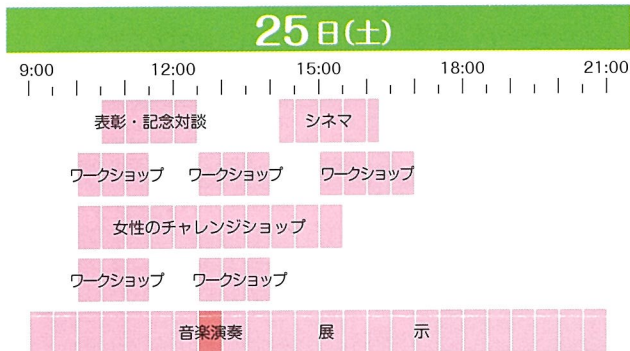 25日(土)
9:00 12:00 15:00 18:00 21:00
表彰・記念対談 シネマ
ワークショップ ワークショップ ワークショップ
女性のチャレンジショップ
ワークショップ ワークショップ
音楽演奏 展 示